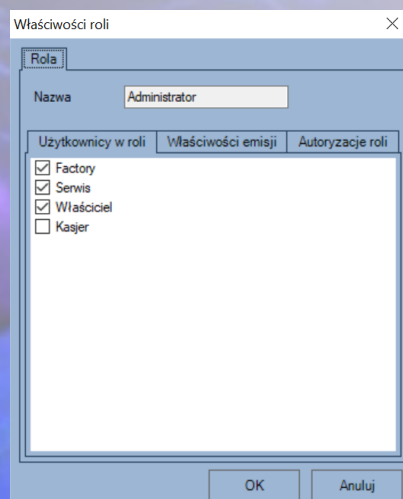 Właściwości roli
Rola
Nazwa Administrator
Użytkownicy w roli Właściwości emisji Autoryzacje roli
Factory
Serwis
Właściciel
Kasjer
OK Anuluj